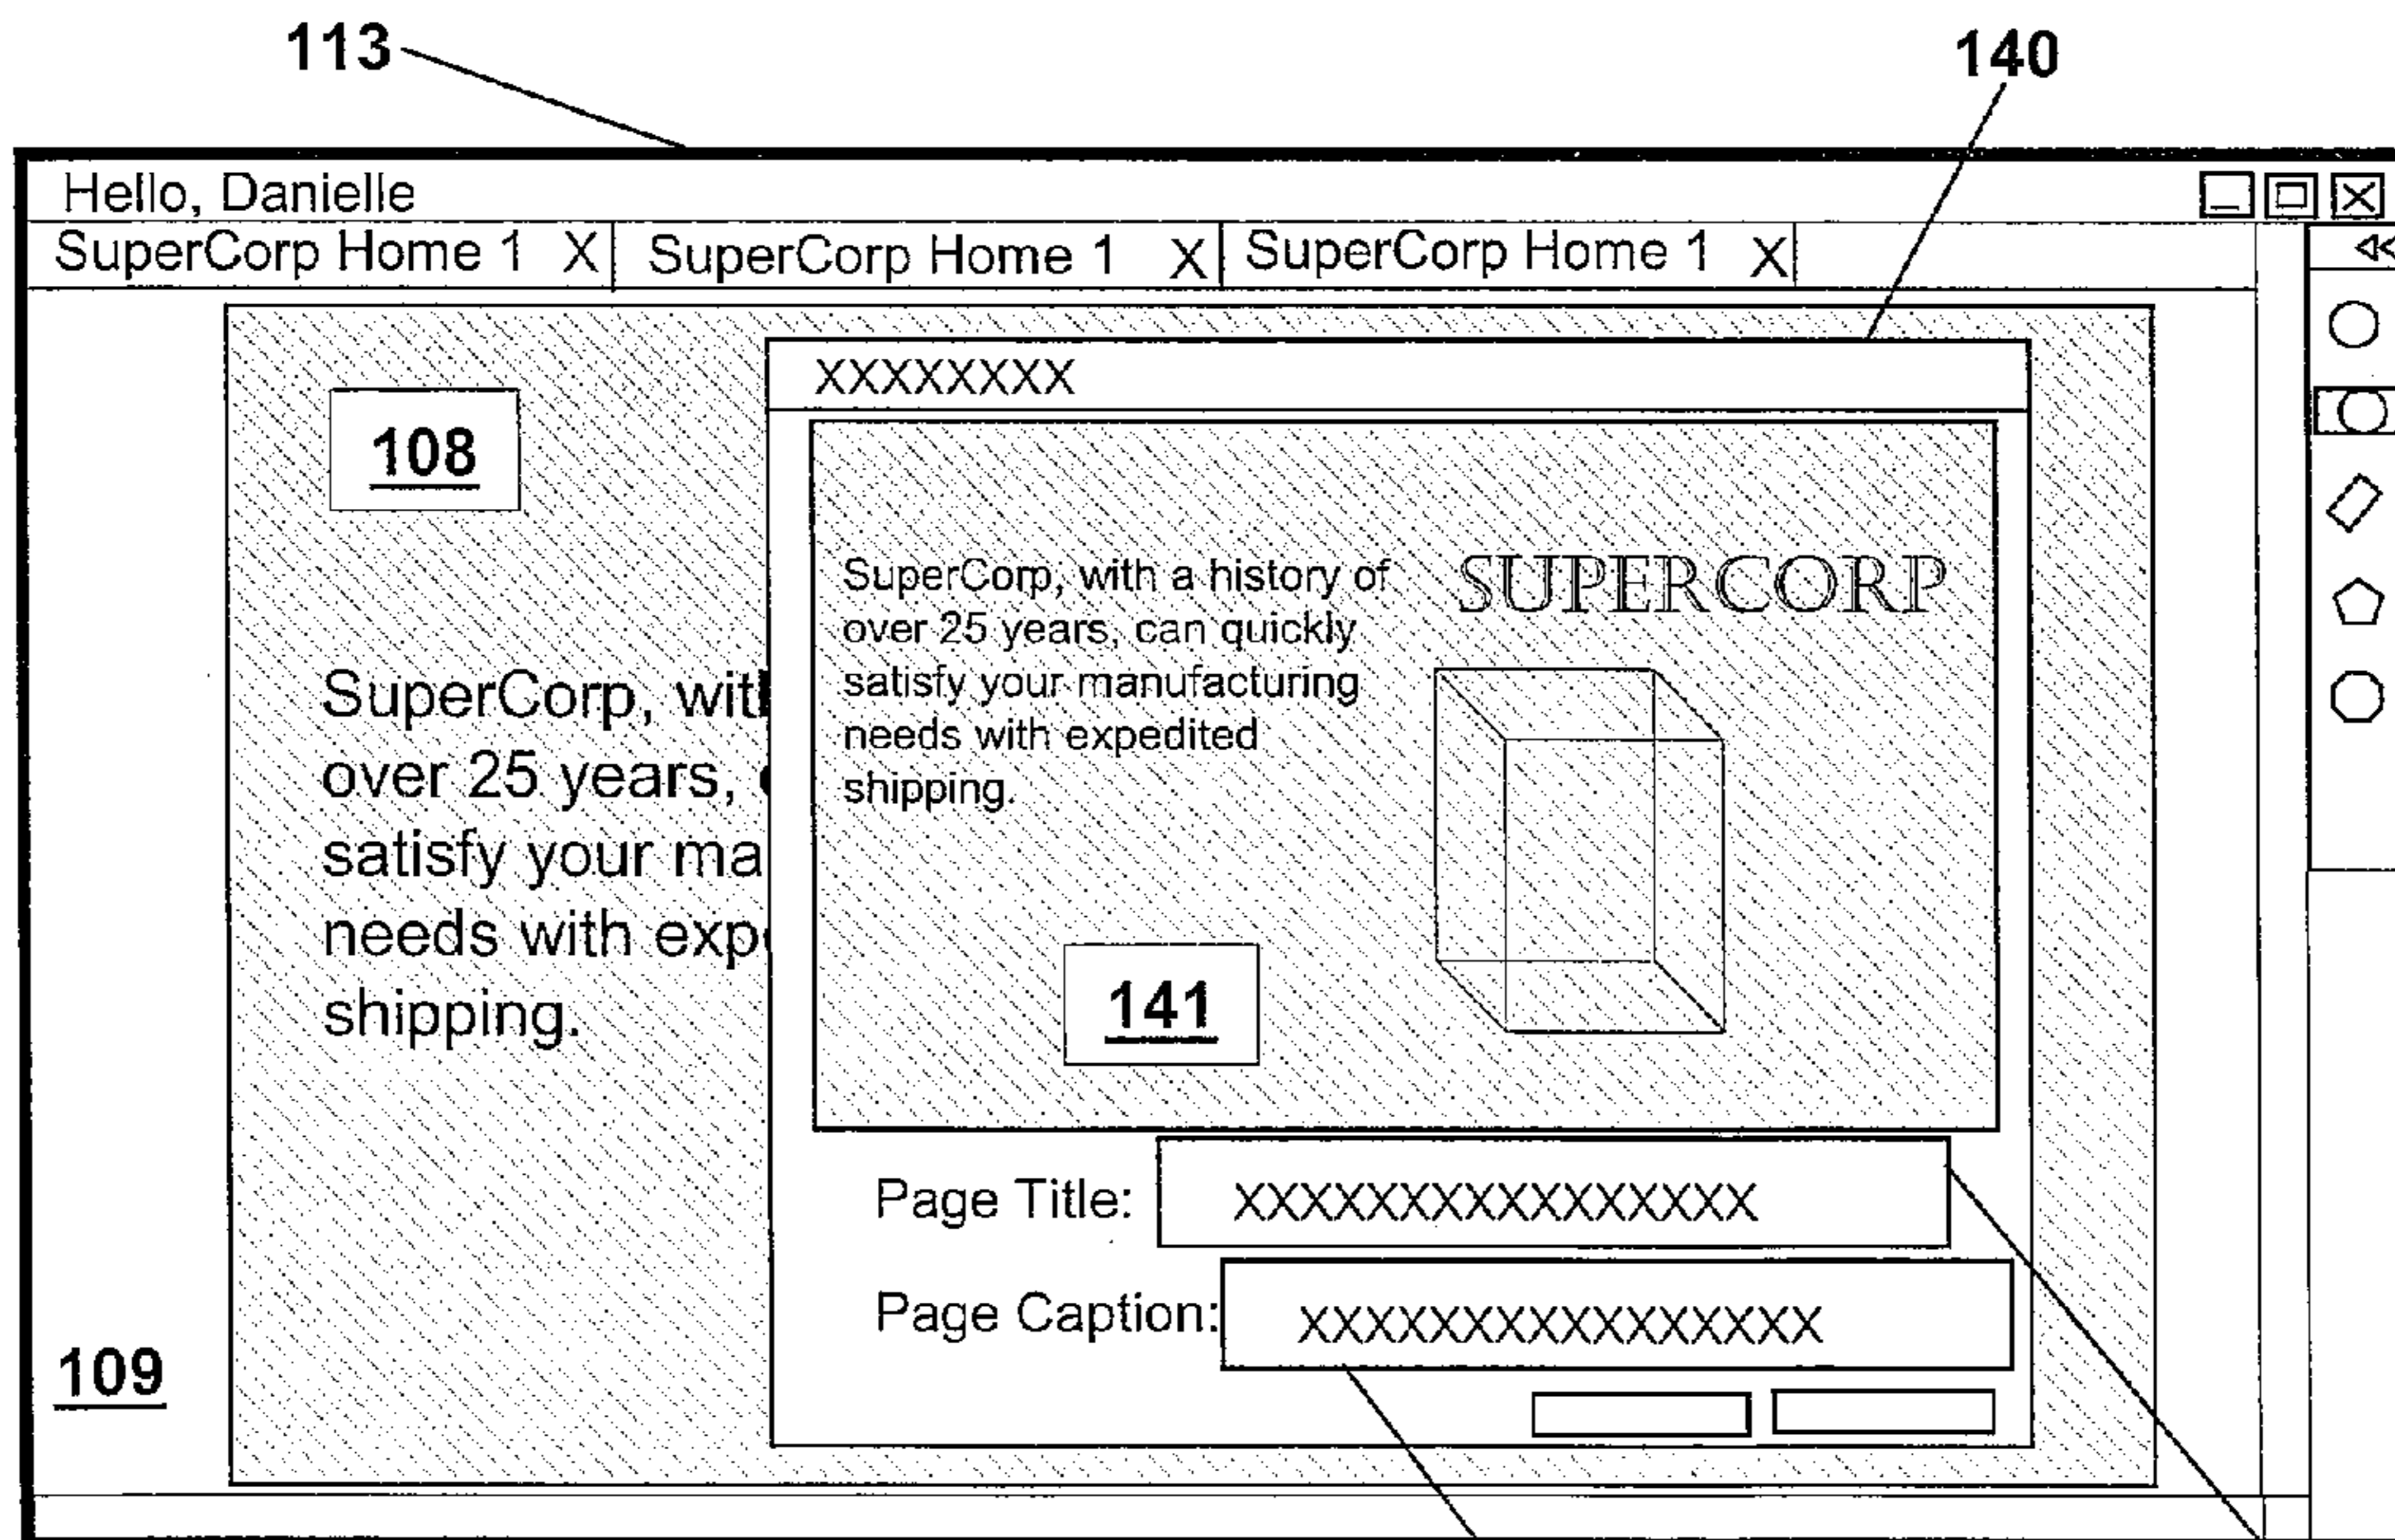 113
140
Hello, Danielle
SuperCorp Home 1 X
SuperCorp Home 1 X
SuperCorp Home 1 X
XXXXXXXX
108
SuperCorp, with a history of
over 25 years, can quickly
satisfy your manufacturing
needs with expedited
shipping.
SUPERCORP
141
SuperCorp, wit
over 25 years,
satisfy your ma
needs with exp
shipping.
Page Title: XXXXXXXXXXXXXXXX
Page Caption: XXXXXXXXXXXXXXXX
109